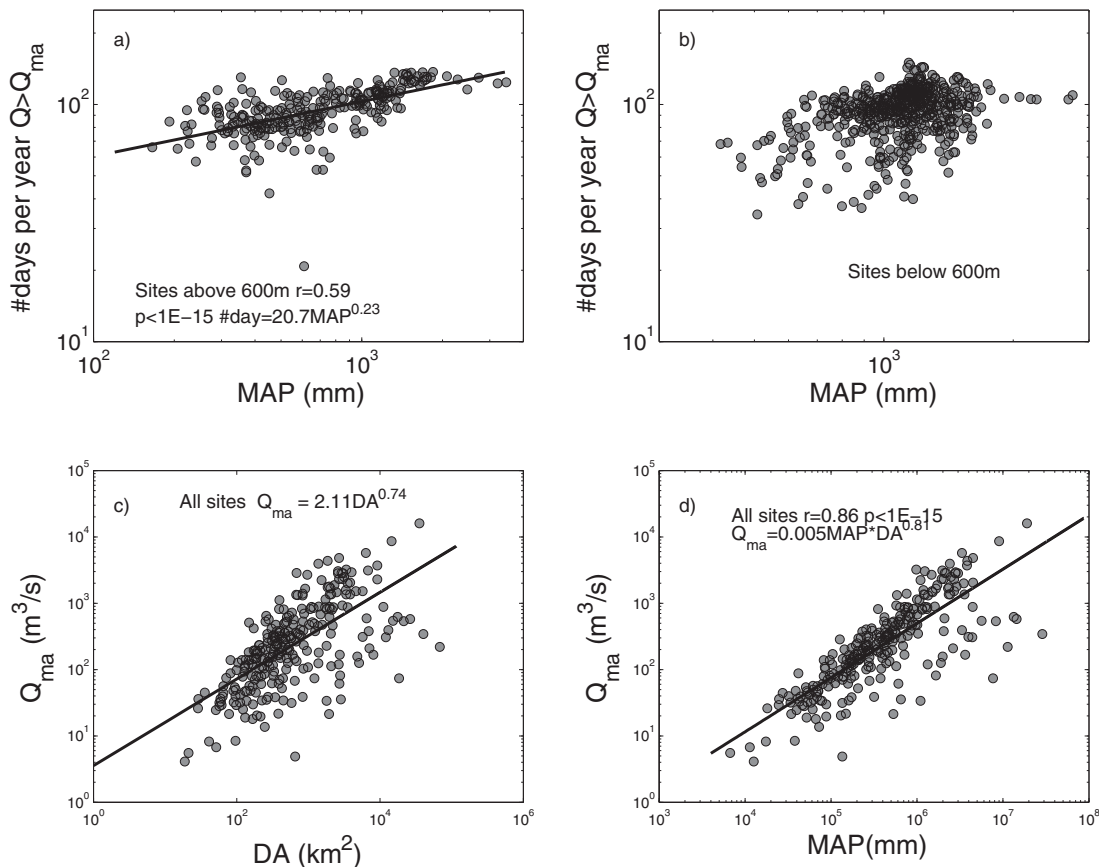 a)
#days per year Q>Q_ma
10^2
10^1
Sites above 600m r=0.59
p<1E−15 #day=20.7MAP^0.23
10^2
10^3
MAP (mm)
b)
#days per year Q>Q_ma
10^2
10^1
Sites below 600m
10^3
MAP (mm)
c)
All sites Q_ma = 2.11DA^0.74
Q_ma (m^3/s)
10^5
10^4
10^3
10^2
10^1
10^0
10^0
10^2
10^4
10^6
DA (km^2)
d)
All sites r=0.86 p<1E−15
Q_ma=0.005MAP*DA^0.81
Q_ma (m^3/s)
10^5
10^4
10^3
10^2
10^1
10^0
10^3
10^4
10^5
10^6
10^7
10^8
MAP(mm)